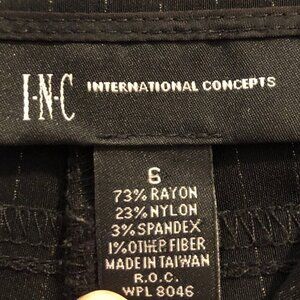 I·N·C INTERNATIONAL CONCEPTS
6
73% RAYON
23% NYLON
3% SPANDEX
1% OTHER FIBER
MADE IN TAIWAN
R.O.C.
WPL 8046